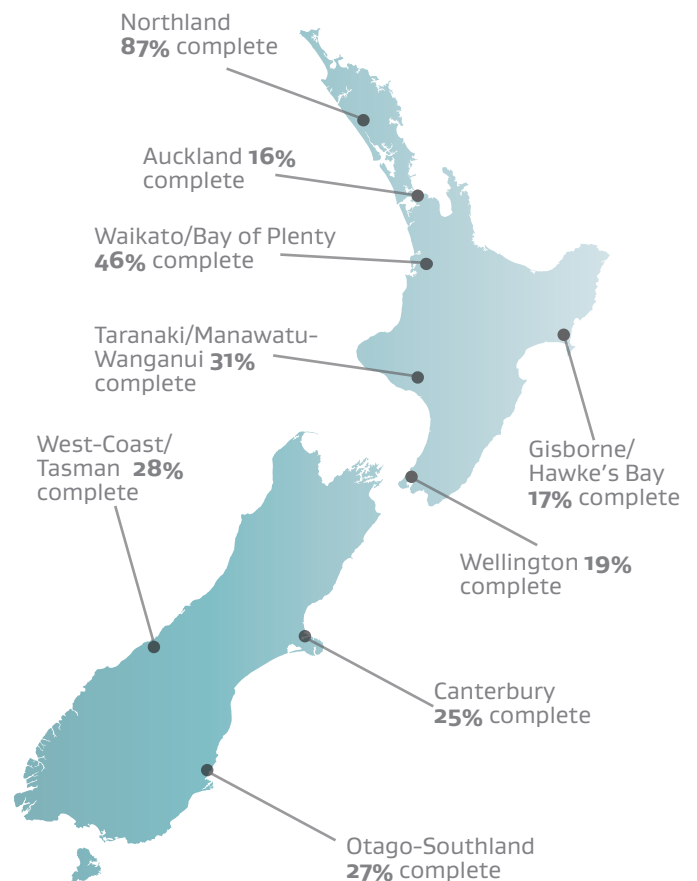 Northland
87% complete
Auckland 16%
complete
Waikato/Bay of Plenty
46% complete
Taranaki/Manawatu-
Wanganui 31%
complete
West-Coast/
Tasman 28%
complete
Gisborne/
Hawke's Bay
17% complete
Wellington 19%
complete
Canterbury
25% complete
Otago-Southland
27% complete